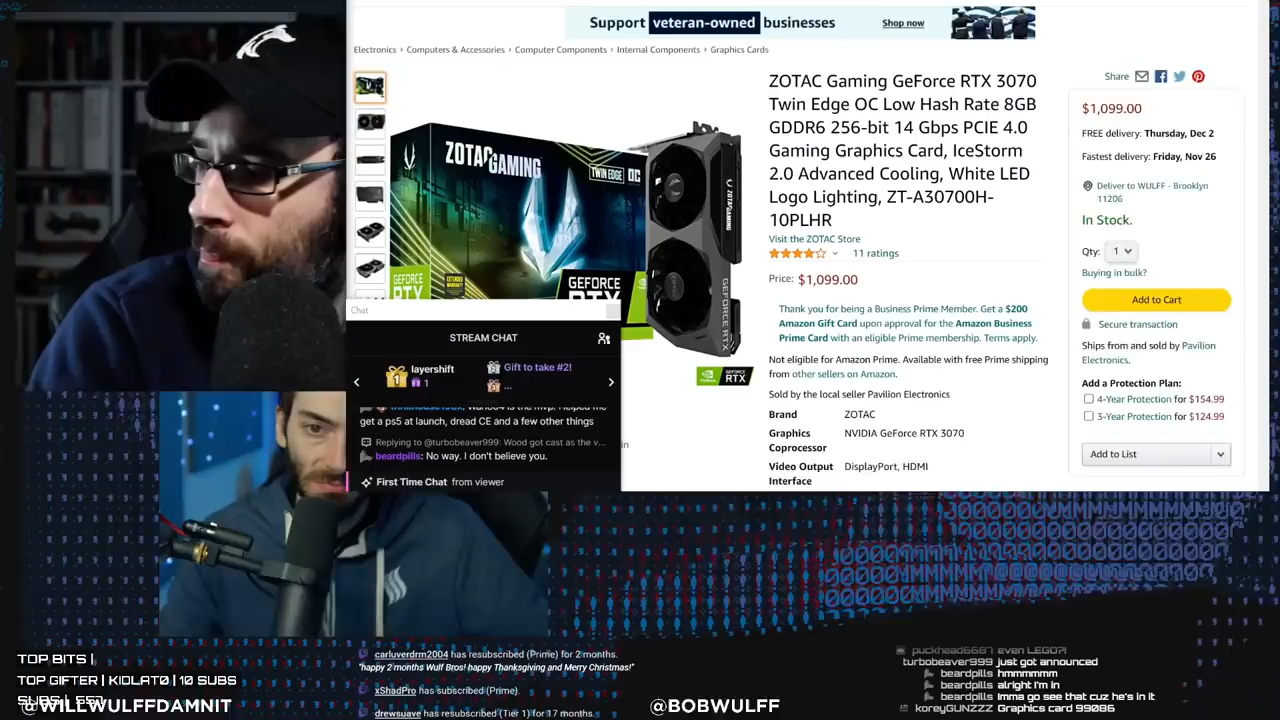 Support veteran-owned businesses
Shop now
Electronics › Computers & Accessories › Computer Components › Internal Components › Graphics Cards
ZOTAC GAMING
TWIN EDGE OC
GEFORCE RTX
GEFORCE
ZOTAC GAMING
GEFORCE RTX
NVIDIA GEFORCE RTX
ZOTAC Gaming GeForce RTX 3070
Twin Edge OC Low Hash Rate 8GB
GDDR6 256-bit 14 Gbps PCIE 4.0
Gaming Graphics Card, IceStorm
2.0 Advanced Cooling, White LED
Logo Lighting, ZT-A30700H-
10PLHR
Visit the ZOTAC Store
11 ratings
Price: $1,099.00
Thank you for being a Business Prime Member. Get a $200
Amazon Gift Card upon approval for the Amazon Business
Prime Card with an eligible Prime membership. Terms apply.
Not eligible for Amazon Prime. Available with free Prime shipping
from other sellers on Amazon.
Sold by the local seller Pavilion Electronics
Brand ZOTAC
Graphics NVIDIA GeForce RTX 3070
Coprocessor
Video Output DisplayPort, HDMI
Interface
Share
$1,099.00
FREE delivery: Thursday, Dec 2
Fastest delivery: Friday, Nov 26
Deliver to WULFF - Brooklyn
11206
In Stock.
Qty: 1
Buying in bulk?
Add to Cart
Secure transaction
Ships from and sold by Pavilion
Electronics.
Add a Protection Plan:
4-Year Protection for $154.99
3-Year Protection for $124.99
Add to List
Chat
STREAM CHAT
1 layershift
1
2 Gift to take #2!
3 ...
get a ps5 at launch, dread CE and a few other things
Replying to @turbobeaver999: Wood got cast as the v...
beardpills: No way. I don't believe you.
First Time Chat from viewer
in
TOP BITS |
TOP GIFTER | KIOLAT0 | 10 SUBS
@WILLWULFFDAMNIT
carluverdrm2004 has resubscribed (Prime) for 2 months.
"happy 2 months Wulf Bros! happy Thanksgiving and Merry Christmas!"
xShadPro has subscribed (Prime).
drewsuave has resubscribed (Tier 1) for 17 months.
@BOBWULFF
puckhead6687 even LEGO?!
turbobeaver999 just got announced
beardpills hmmmmmm
beardpills alright I'm in
beardpills imma go see that cuz he's in it
koreyGUNZZZ Graphics card 99086